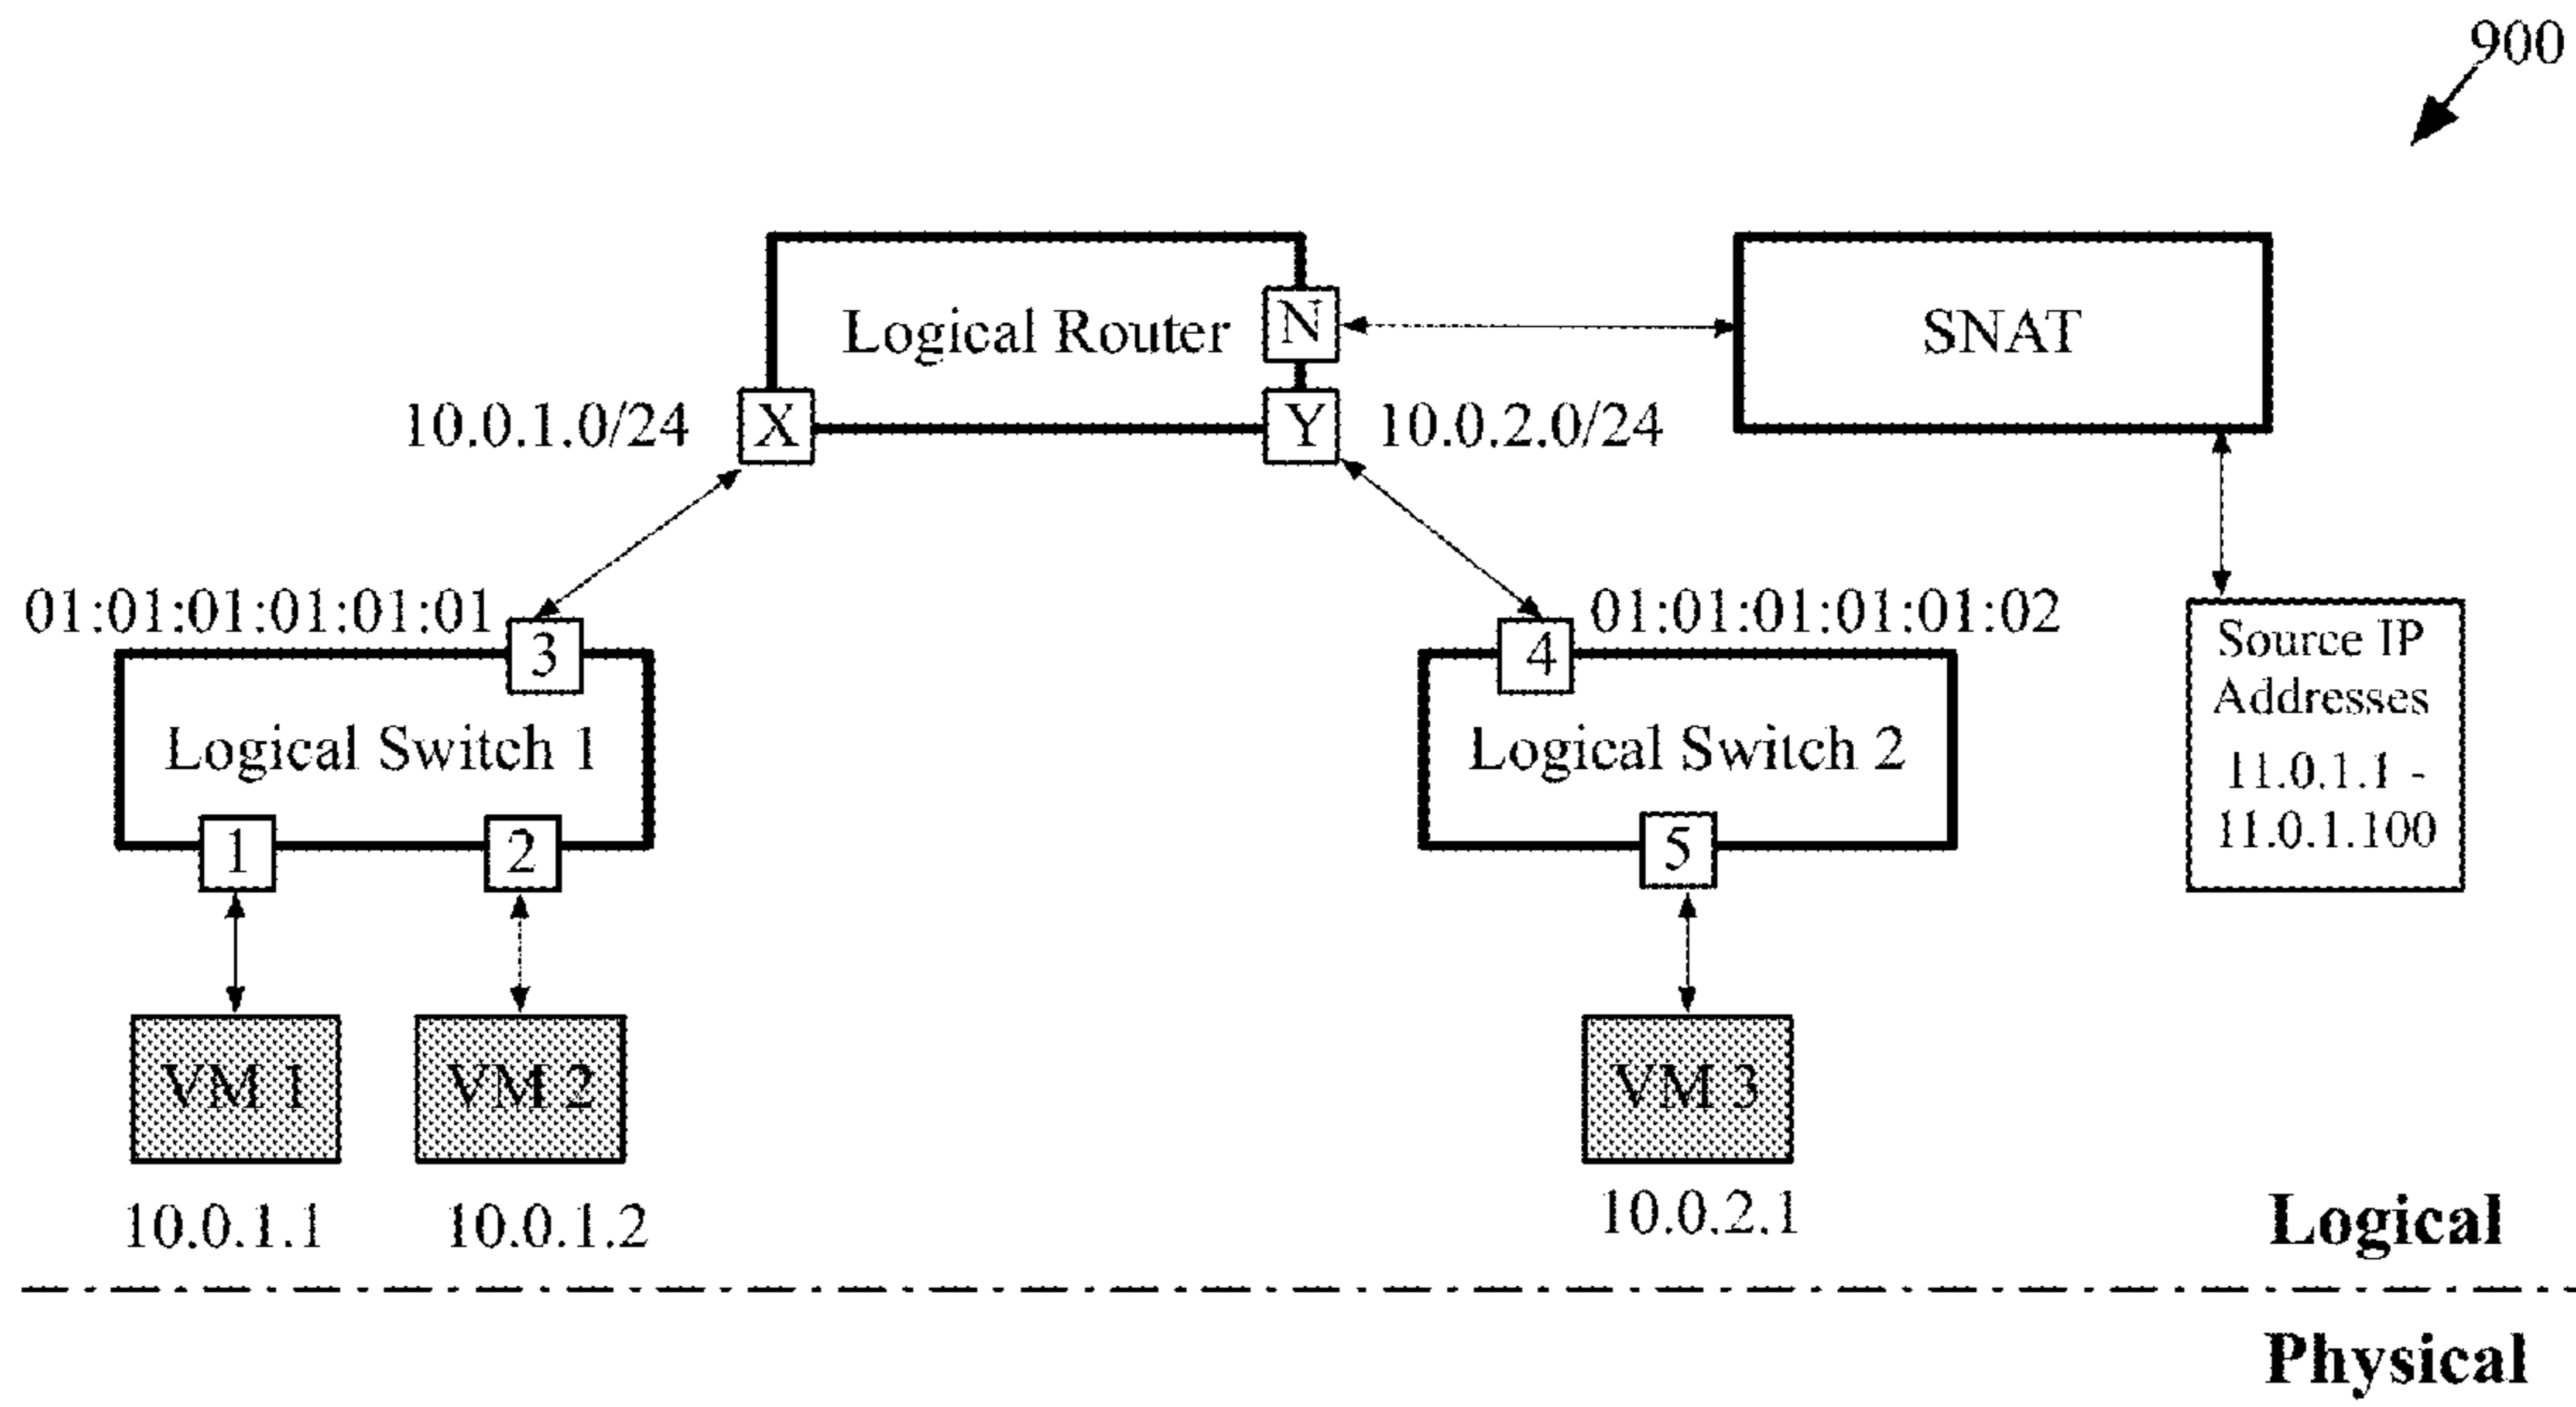 900
Logical Router
N
SNAT
10.0.1.0/24
X
Y
10.0.2.0/24
01:01:01:01:01:01
3
4
01:01:01:01:01:02
Logical Switch 1
1
2
Logical Switch 2
5
Source IP
Addresses
11.0.1.1 -
11.0.1.100
VM 1
VM 2
VM 3
10.0.1.1
10.0.1.2
10.0.2.1
Logical
Physical